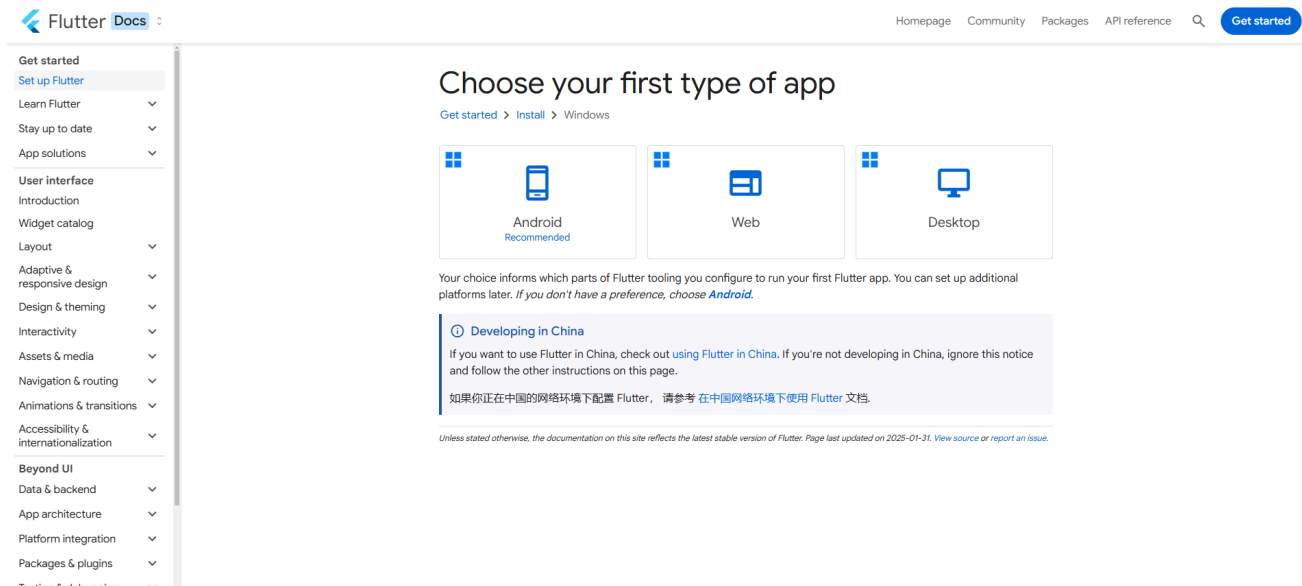 Flutter Docs
Homepage
Community
Packages
API reference
Get started
Get started
Set up Flutter
Learn Flutter
Stay up to date
App solutions
User interface
Introduction
Widget catalog
Layout
Adaptive &
responsive design
Design & theming
Interactivity
Assets & media
Navigation & routing
Animations & transitions
Accessibility &
internationalization
Beyond UI
Data & backend
App architecture
Platform integration
Packages & plugins
Choose your first type of app
Get started > Install > Windows
Android
Recommended
Web
Desktop
Your choice informs which parts of Flutter tooling you configure to run your first Flutter app. You can set up additional
platforms later. If you don't have a preference, choose Android.
Developing in China
If you want to use Flutter in China, check out using Flutter in China. If you're not developing in China, ignore this notice
and follow the other instructions on this page.
如果你正在中国的网络环境下配置 Flutter， 请参考 在中国网络环境下使用 Flutter 文档.
Unless stated otherwise, the documentation on this site reflects the latest stable version of Flutter. Page last updated on 2025-01-31. View source or report an issue.